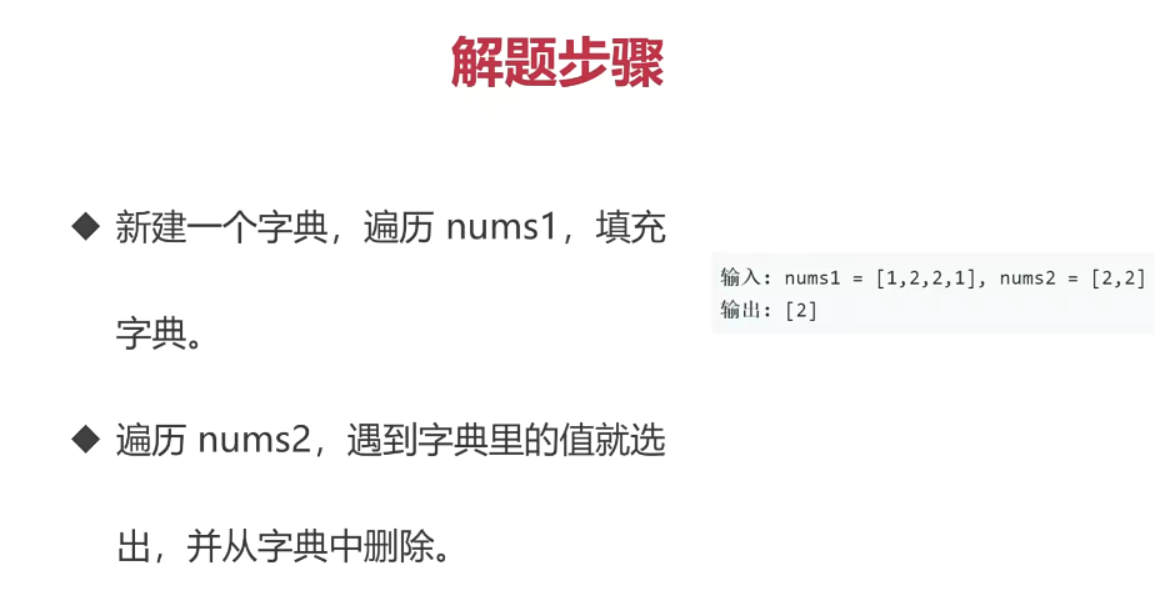 解题步骤
◆ 新建一个字典，遍历 nums1，填充
字典。
◆ 遍历 nums2，遇到字典里的值就选
出，并从字典中删除。
输入: nums1 = [1,2,2,1], nums2 = [2,2]
输出: [2]